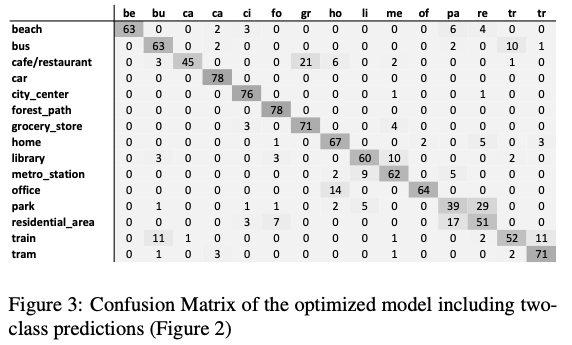 be bu ca ca ci fo gr ho li me of pa re tr tr
beach 63 0 0 2 3 0 0 0 0 0 0 6 4 0 0
bus 0 63 0 2 0 0 0 0 0 0 0 2 0 10 1
cafe/restaurant 0 3 45 0 0 0 21 6 0 2 0 0 0 1 0
car 0 0 0 78 0 0 0 0 0 0 0 0 0 0 0
city_center 0 0 0 0 76 0 0 0 0 1 0 0 1 0 0
forest_path 0 0 0 0 0 78 0 0 0 0 0 0 0 0 0
grocery_store 0 0 0 0 3 0 71 0 0 4 0 0 0 0 0
home 0 0 0 0 0 1 0 67 0 0 2 0 5 0 3
library 0 3 0 0 0 3 0 0 60 10 0 0 0 2 0
metro_station 0 0 0 0 0 0 0 2 9 62 0 5 0 0 0
office 0 0 0 0 0 0 0 14 0 0 64 0 0 0 0
park 0 1 0 0 1 1 0 2 5 0 0 39 29 0 0
residential_area 0 0 0 0 3 7 0 0 0 0 0 17 51 0 0
train 0 11 1 0 0 0 0 0 0 1 0 0 2 52 11
tram 0 1 0 3 0 0 0 0 0 1 0 0 0 2 71
Figure 3: Confusion Matrix of the optimized model including two-
class predictions (Figure 2)